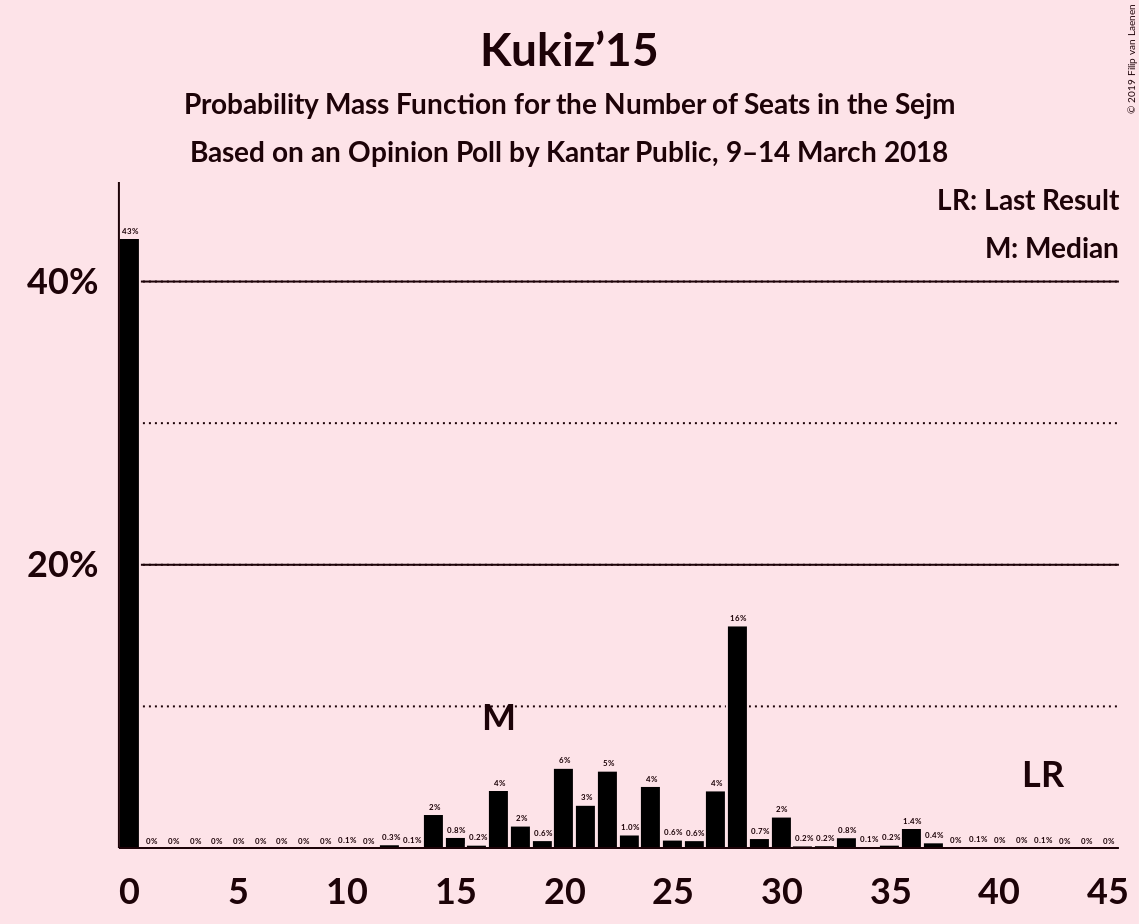 Kukiz’15
Probability Mass Function for the Number of Seats in the Sejm
Based on an Opinion Poll by Kantar Public, 9–14 March 2018
© 2019 Filip van Laenen
LR: Last Result
M: Median
43%
40%
20%
16%
M
LR
0% 0% 0% 0% 0% 0% 0% 0% 0% 0.1% 0% 0.3% 0.1% 2% 0.8% 0.2% 4% 2% 0.6% 6% 3% 5% 1.0% 4% 0.6% 0.6% 4% 0.7% 2% 0.2% 0.2% 0.8% 0.1% 0.2% 1.4% 0.4% 0% 0.1% 0% 0% 0.1% 0% 0% 0%
0 5 10 15 20 25 30 35 40 45